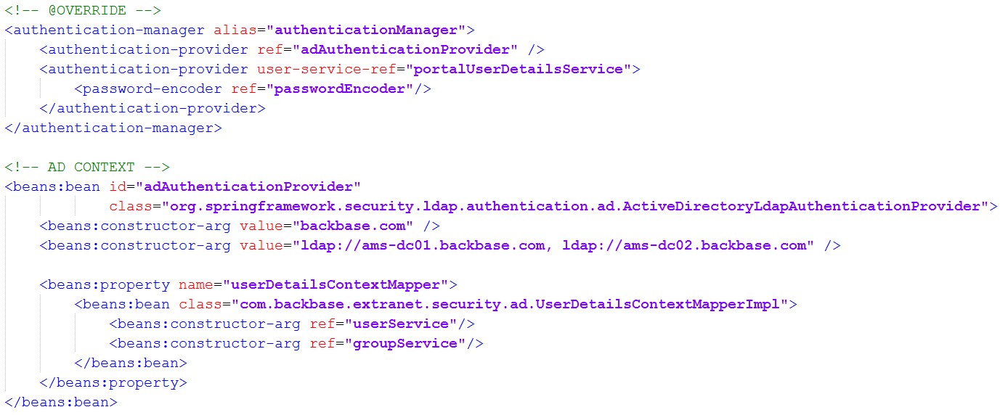 <!-- @OVERRIDE -->
<authentication-manager alias="authenticationManager">
    <authentication-provider ref="adAuthenticationProvider" />
    <authentication-provider user-service-ref="portalUserDetailsService">
        <password-encoder ref="passwordEncoder"/>
    </authentication-provider>
</authentication-manager>

<!-- AD CONTEXT -->
<beans:bean id="adAuthenticationProvider"
            class="org.springframework.security.ldap.authentication.ad.ActiveDirectoryLdapAuthenticationProvider">
    <beans:constructor-arg value="backbase.com" />
    <beans:constructor-arg value="ldap://ams-dc01.backbase.com, ldap://ams-dc02.backbase.com" />

    <beans:property name="userDetailsContextMapper">
        <beans:bean class="com.backbase.extranet.security.ad.UserDetailsContextMapperImpl">
            <beans:constructor-arg ref="userService"/>
            <beans:constructor-arg ref="groupService"/>
        </beans:bean>
    </beans:property>
</beans:bean>